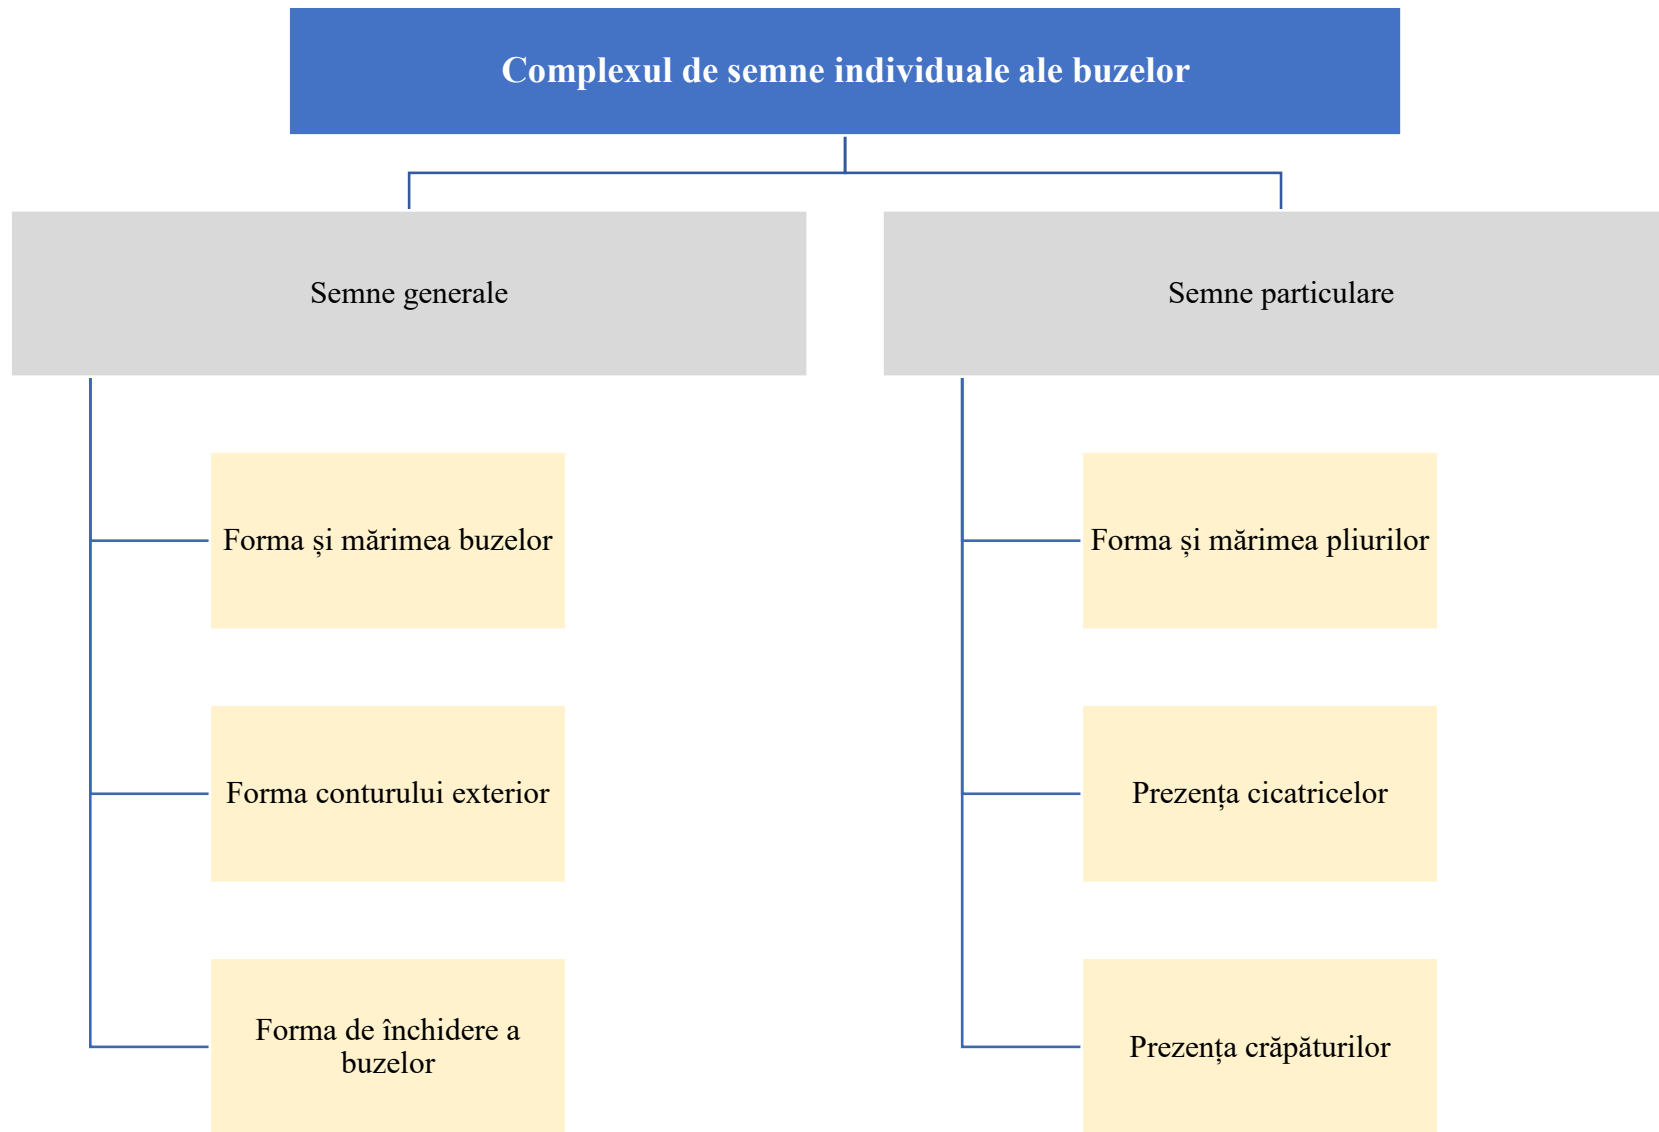 Complexul de semne individuale ale buzelor
Semne generale
Semne particulare
Forma și mărimea buzelor
Forma conturului exterior
Forma de închidere a
buzelor
Forma și mărimea pliurilor
Prezența cicatricelor
Prezența crăpăturilor